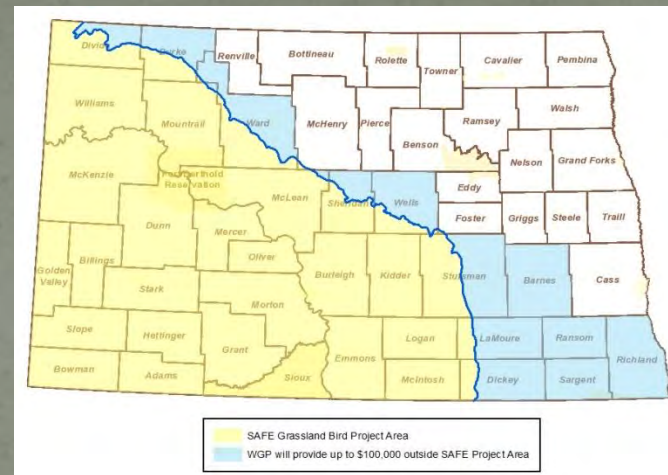 Divide
Burke
Renville
Bottineau
Rolette
Towner
Cavalier
Pembina
Williams
Mountrail
Ward
McHenry
Pierce
Benson
Ramsey
Walsh
Nelson
Grand Forks
McKenzie
Fort Berthold
Reservation
McLean
Sheridan
Wells
Eddy
Foster
Griggs
Steele
Traill
Dunn
Mercer
Oliver
Golden
Valley
Billings
Stark
Burleigh
Kidder
Stutsman
Barnes
Cass
Morton
Slope
Hettinger
Grant
Emmons
Logan
LaMoure
Ransom
Richland
Bowman
Adams
Sioux
McIntosh
Dickey
Sargent
SAFE Grassland Bird Project Area
WGP will provide up to $100,000 outside SAFE Project Area